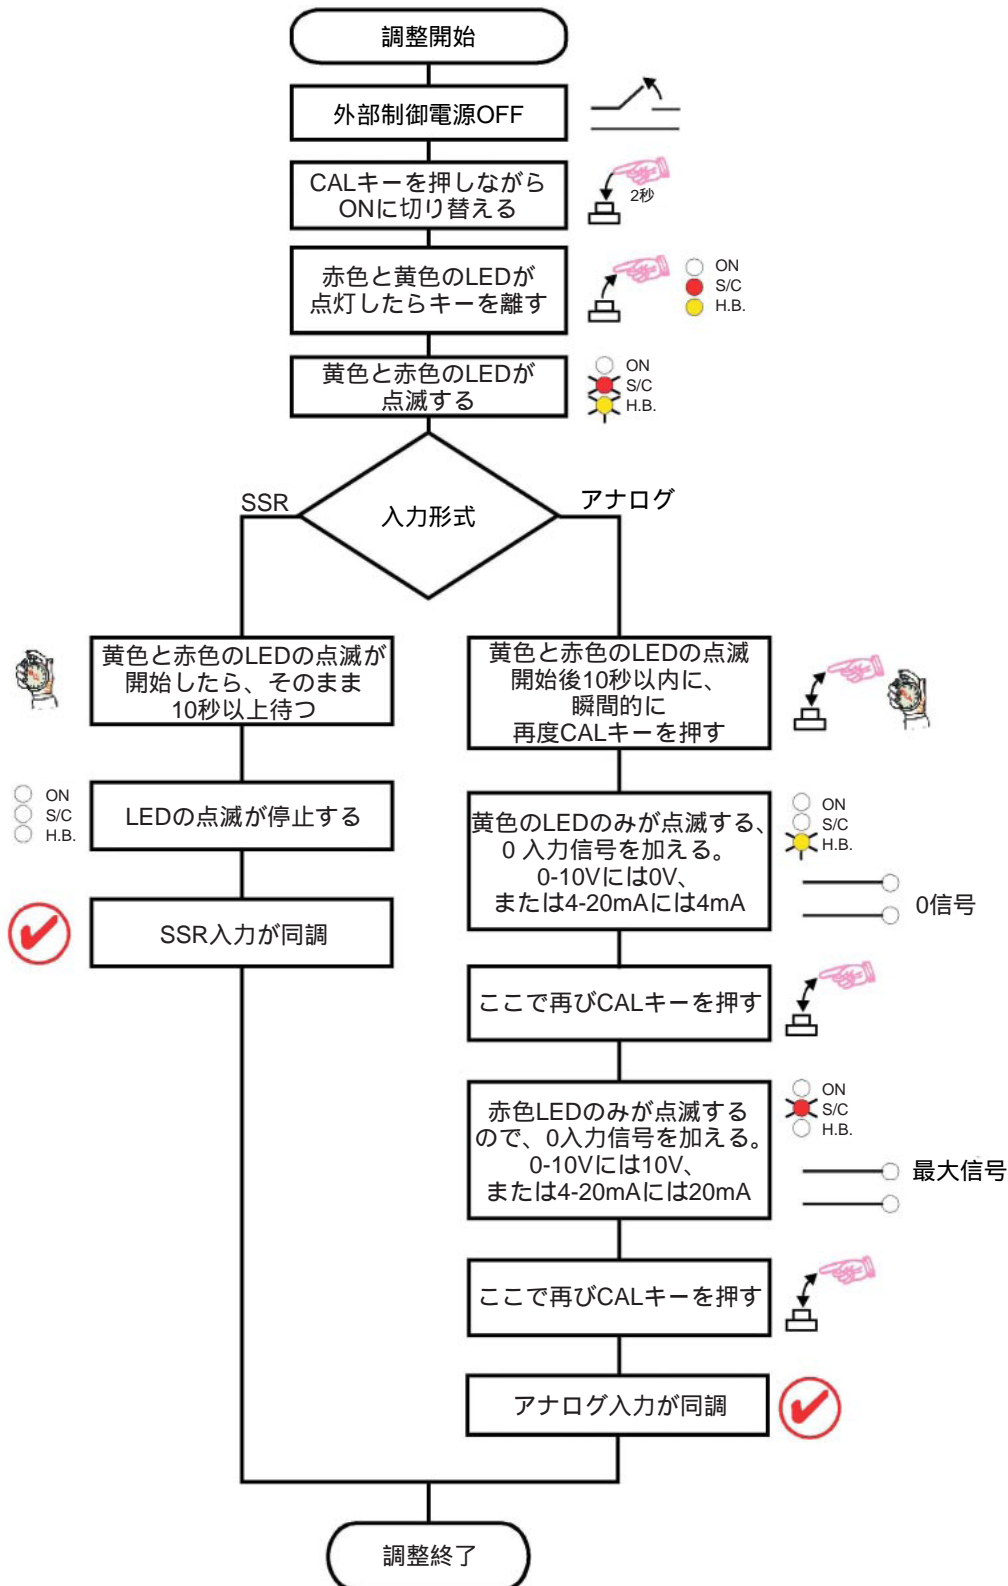 調整開始
外部制御電源OFF
CALキーを押しながら
ONに切り替える
2秒
赤色と黄色のLEDが
点灯したらキーを離す
ON
S/C
H.B.
黄色と赤色のLEDが
点滅する
ON
S/C
H.B.
入力形式
SSR
アナログ
黄色と赤色のLEDの点滅が
開始したら、そのまま
10秒以上待つ
LEDの点滅が停止する
ON
S/C
H.B.
SSR入力が同調
黄色と赤色のLEDの点滅
開始後10秒以内に、
瞬間的に
再度CALキーを押す
黄色のLEDのみが点滅する、
0 入力信号を加える。
0-10Vには0V、
または4-20mAには4mA
ON
S/C
H.B.
0信号
ここで再びCALキーを押す
赤色LEDのみが点滅する
ので、0入力信号を加える。
0-10Vには10V、
または4-20mAには20mA
ON
S/C
H.B.
最大信号
ここで再びCALキーを押す
アナログ入力が同調
調整終了